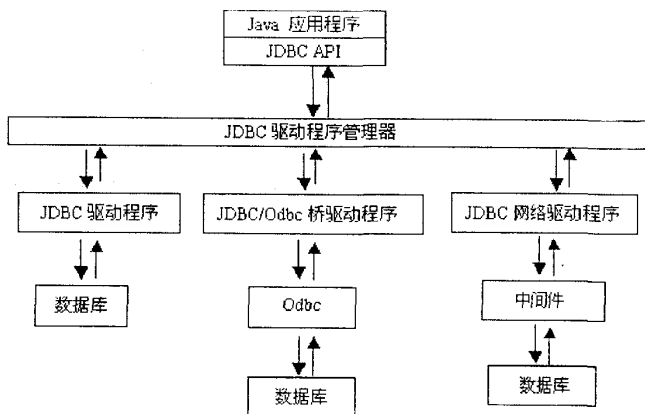 Java 应用程序
JDBC API
JDBC 驱动程序管理器
JDBC 驱动程序
JDBC/Odbc 桥驱动程序
JDBC 网络驱动程序
数据库
Odbc
中间件
数据库
数据库